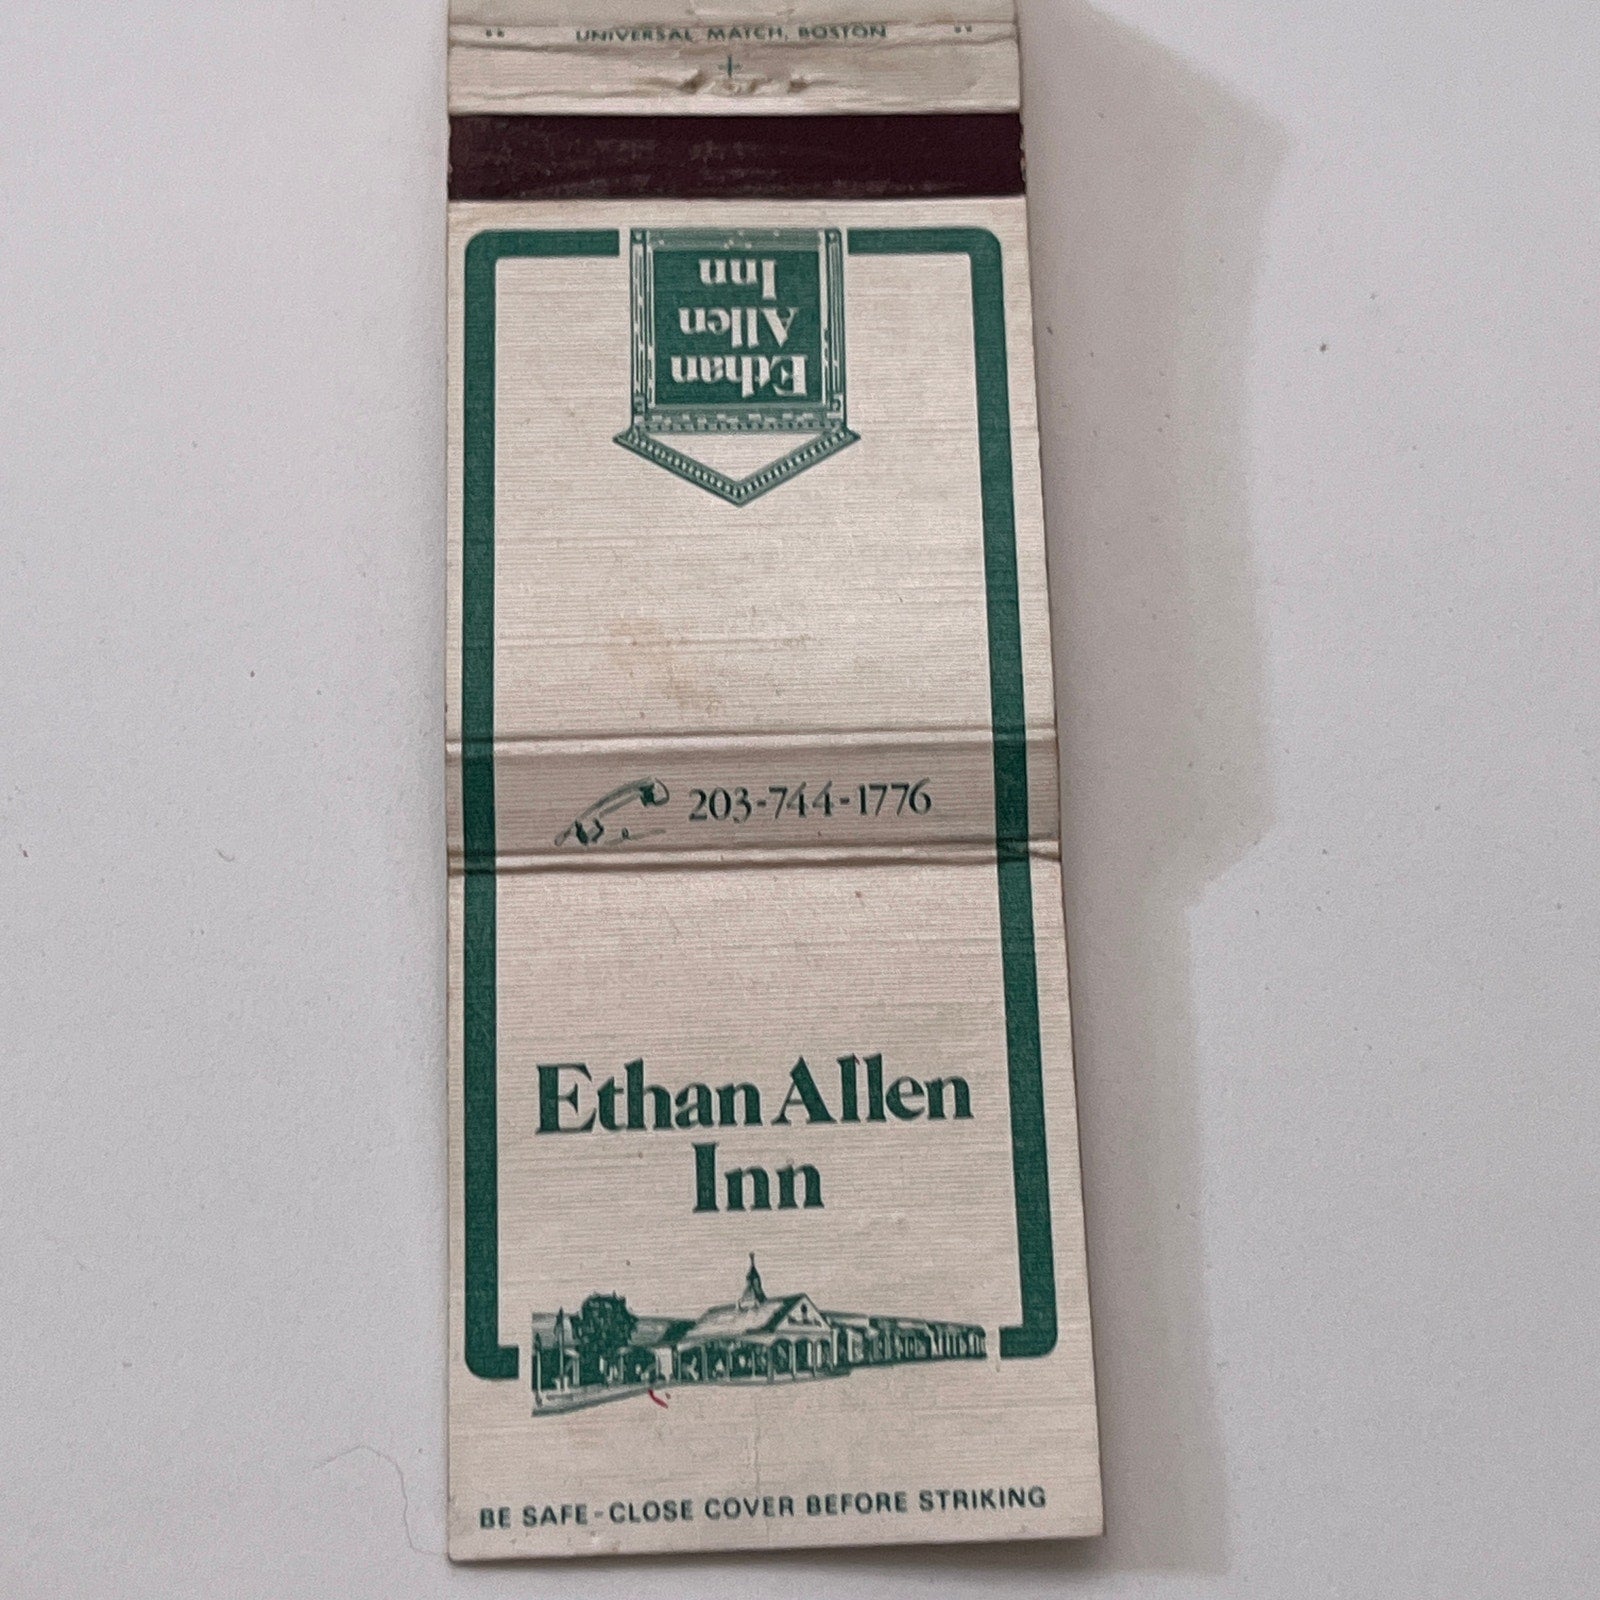 UNIVERSAL MATCH, BOSTON
Ethan
Allen
Inn
203-744-1776
Ethan Allen
Inn
BE SAFE-CLOSE COVER BEFORE STRIKING